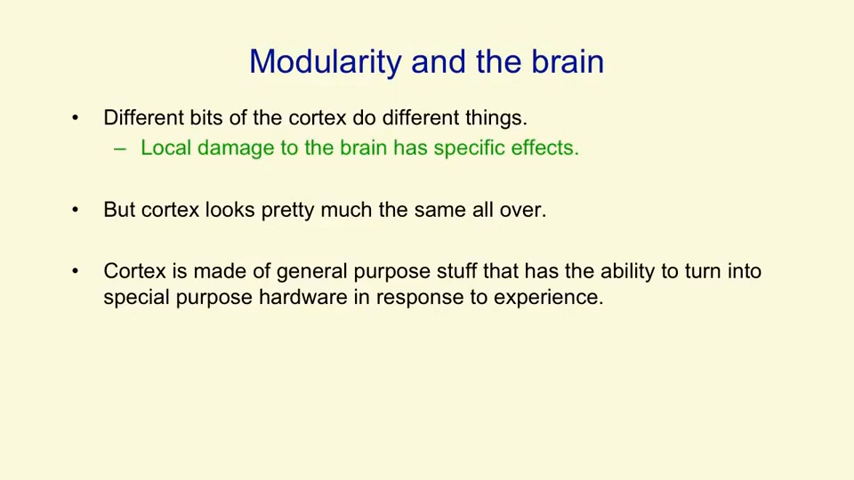 Modularity and the brain
• Different bits of the cortex do different things.
– Local damage to the brain has specific effects.
• But cortex looks pretty much the same all over.
• Cortex is made of general purpose stuff that has the ability to turn into
special purpose hardware in response to experience.